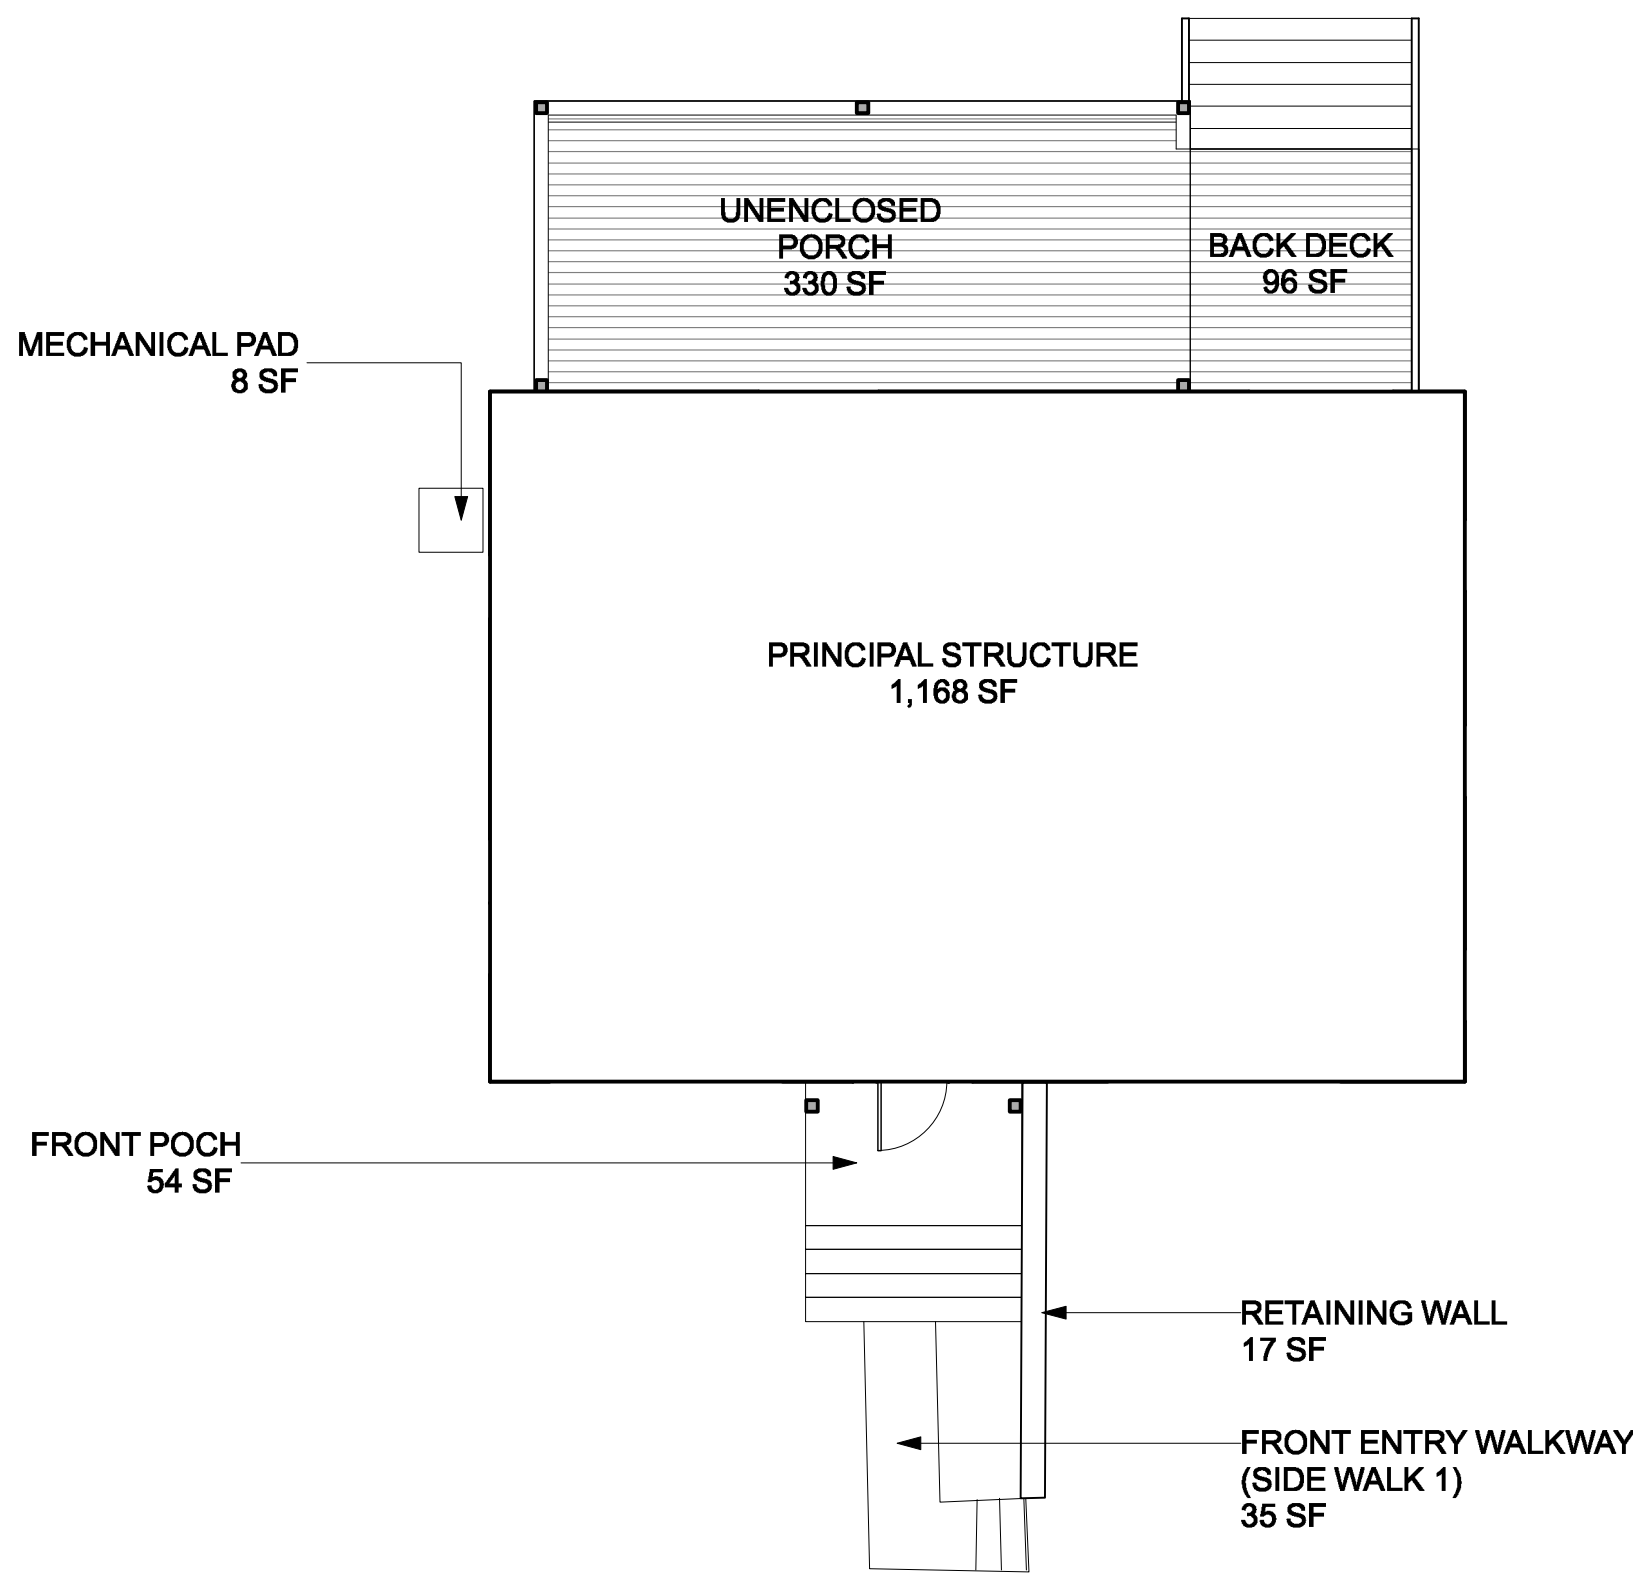 UNENCLOSED
PORCH
330 SF
BACK DECK
96 SF
MECHANICAL PAD
8 SF
PRINCIPAL STRUCTURE
1,168 SF
FRONT POCH
54 SF
RETAINING WALL
17 SF
FRONT ENTRY WALKWAY
(SIDE WALK 1)
35 SF